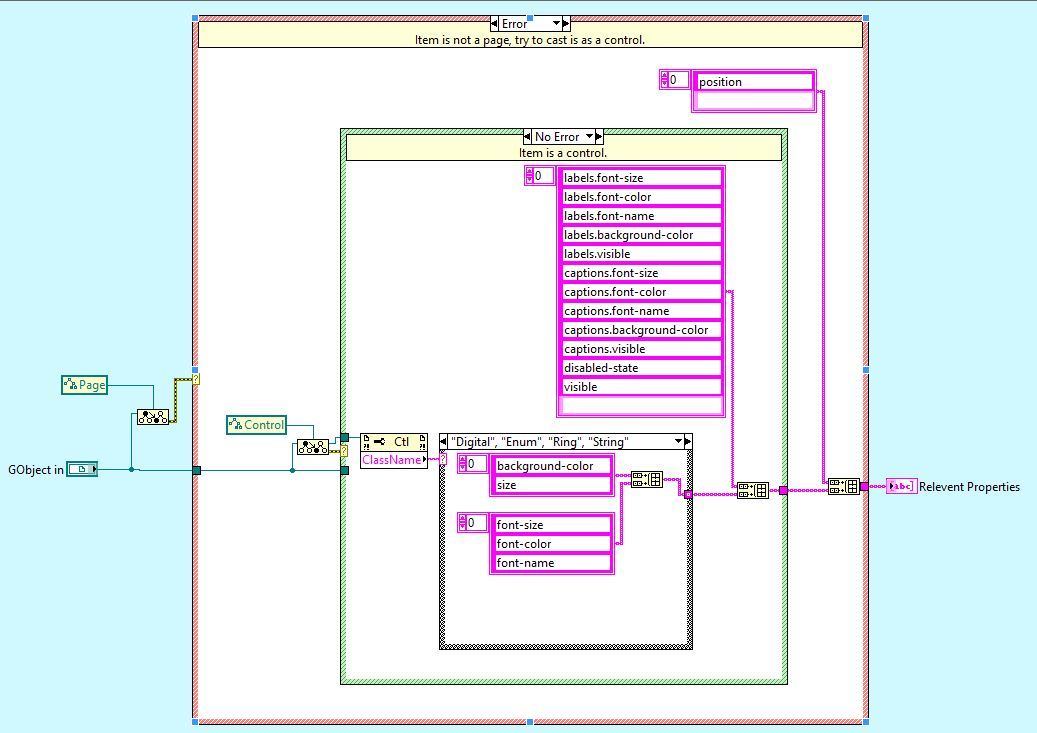 Error
Item is not a page, try to cast is as a control.
0
position
No Error
Item is a control.
0
labels.font-size
labels.font-color
labels.font-name
labels.background-color
labels.visible
captions.font-size
captions.font-color
captions.font-name
captions.background-color
captions.visible
disabled-state
visible
Page
?
GObject in
Control
?
Ctl
ClassName
?
"Digital", "Enum", "Ring", "String"
0
background-color
size
0
font-size
font-color
font-name
abc
Relevent Properties